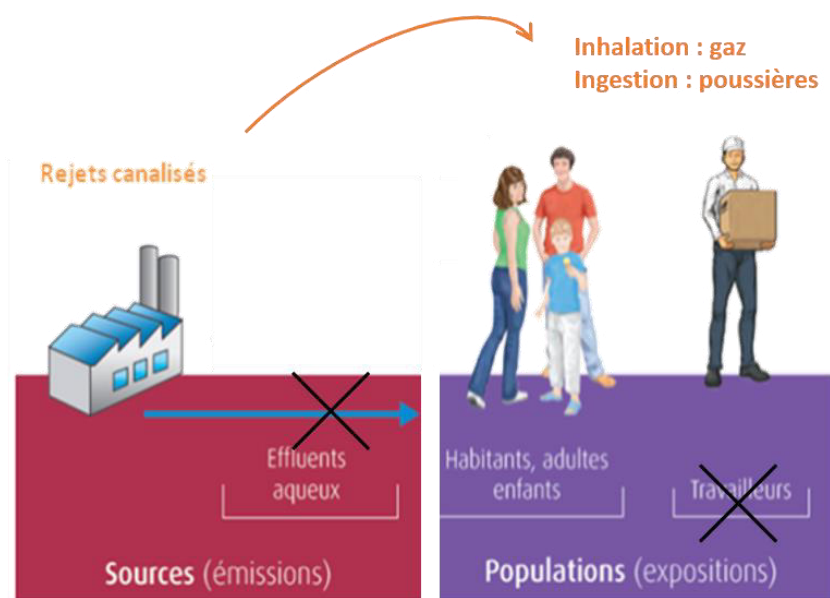 Inhalation : gaz
Ingestion : poussières
Rejets canalisés
Effluents
aqueux
Sources (émissions)
Habitants, adultes
enfants
Travailleurs
Populations (expositions)